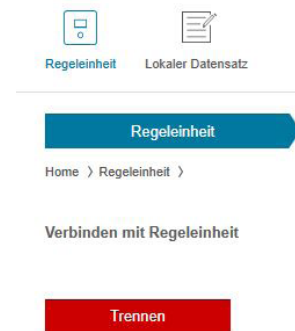 Regeleinheit Lokaler Datensatz
Regeleinheit
Home 〉 Regeleinheit 〉
Verbinden mit Regeleinheit
Trennen